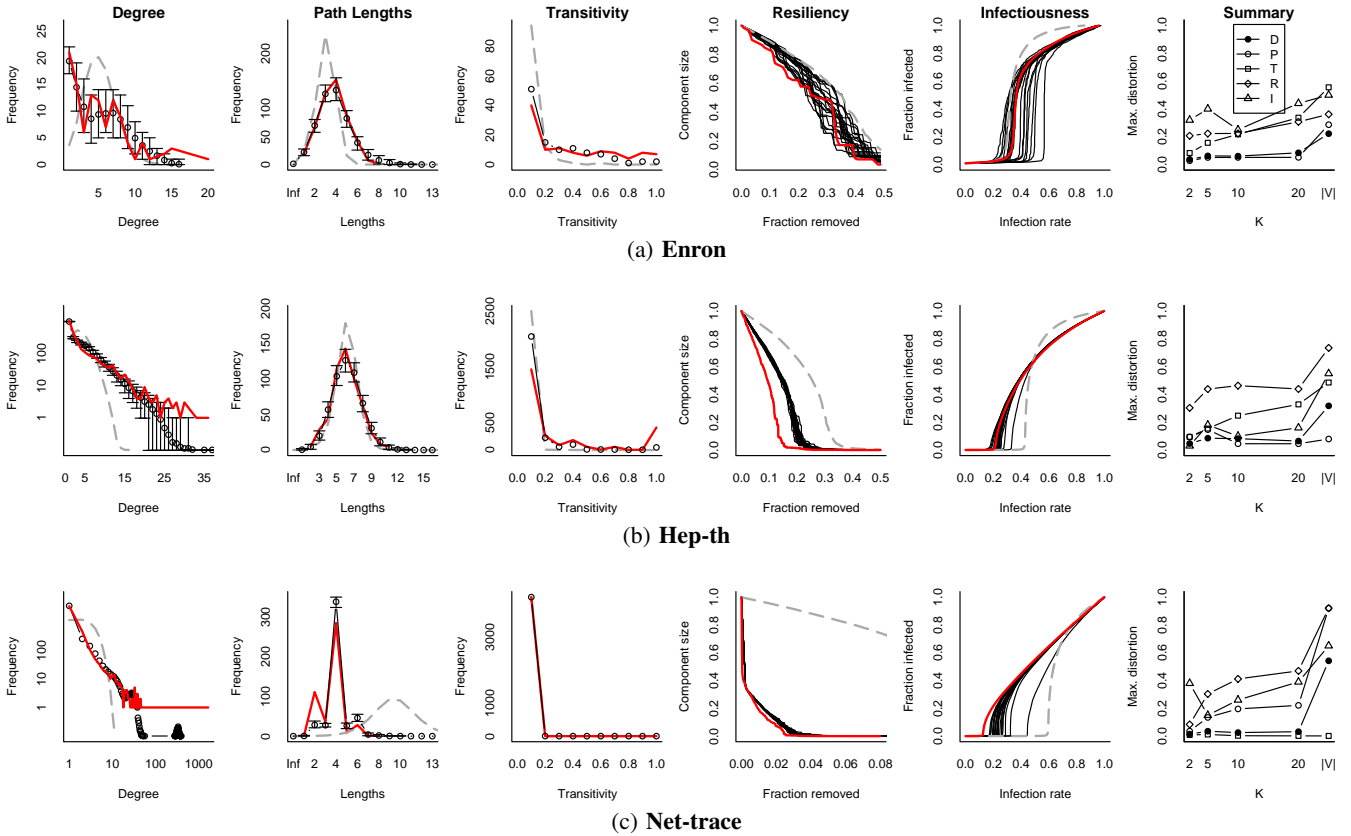 Degree Path Lengths Transitivity Resiliency Infectiousness Summary
Frequency
0 5 10 15 20 25
5 10 15 20
Degree
Frequency
0 50 100 200
Inf 2 4 6 8 10 13
Lengths
Frequency
0 20 40 60 80
0.0 0.2 0.4 0.6 0.8 1.0
Transitivity
Component size
0.0 0.2 0.4 0.6 0.8 1.0
0.0 0.1 0.2 0.3 0.4 0.5
Fraction removed
Fraction infected
0.0 0.2 0.4 0.6 0.8 1.0
0.0 0.2 0.4 0.6 0.8 1.0
Infection rate
Max. distortion
0.0 0.2 0.4 0.6 0.8 1.0
D
P
T
R
I
2 5 10 20 |V|
K
(a) Enron
Frequency
1 10 100
0 5 15 25 35
Degree
Frequency
0 50 100 150 200
Inf 3 5 7 9 12 15
Lengths
Frequency
0 500 1500 2500
0.0 0.2 0.4 0.6 0.8 1.0
Transitivity
Component size
0.0 0.2 0.4 0.6 0.8 1.0
0.0 0.1 0.2 0.3 0.4 0.5
Fraction removed
Fraction infected
0.0 0.2 0.4 0.6 0.8 1.0
0.0 0.2 0.4 0.6 0.8 1.0
Infection rate
Max. distortion
0.0 0.2 0.4 0.6 0.8 1.0
2 5 10 20 |V|
K
(b) Hep-th
Frequency
1 10 100
1 10 100 1000
Degree
Frequency
0 100 200 300
Inf 2 4 6 8 10 13
Lengths
Frequency
0 1000 3000
0.0 0.2 0.4 0.6 0.8 1.0
Transitivity
Component size
0.0 0.2 0.4 0.6 0.8 1.0
0.00 0.02 0.04 0.06 0.08
Fraction removed
Fraction infected
0.0 0.2 0.4 0.6 0.8 1.0
0.0 0.2 0.4 0.6 0.8 1.0
Infection rate
Max. distortion
0.0 0.2 0.4 0.6 0.8 1.0
2 5 10 20 |V|
K
(c) Net-trace